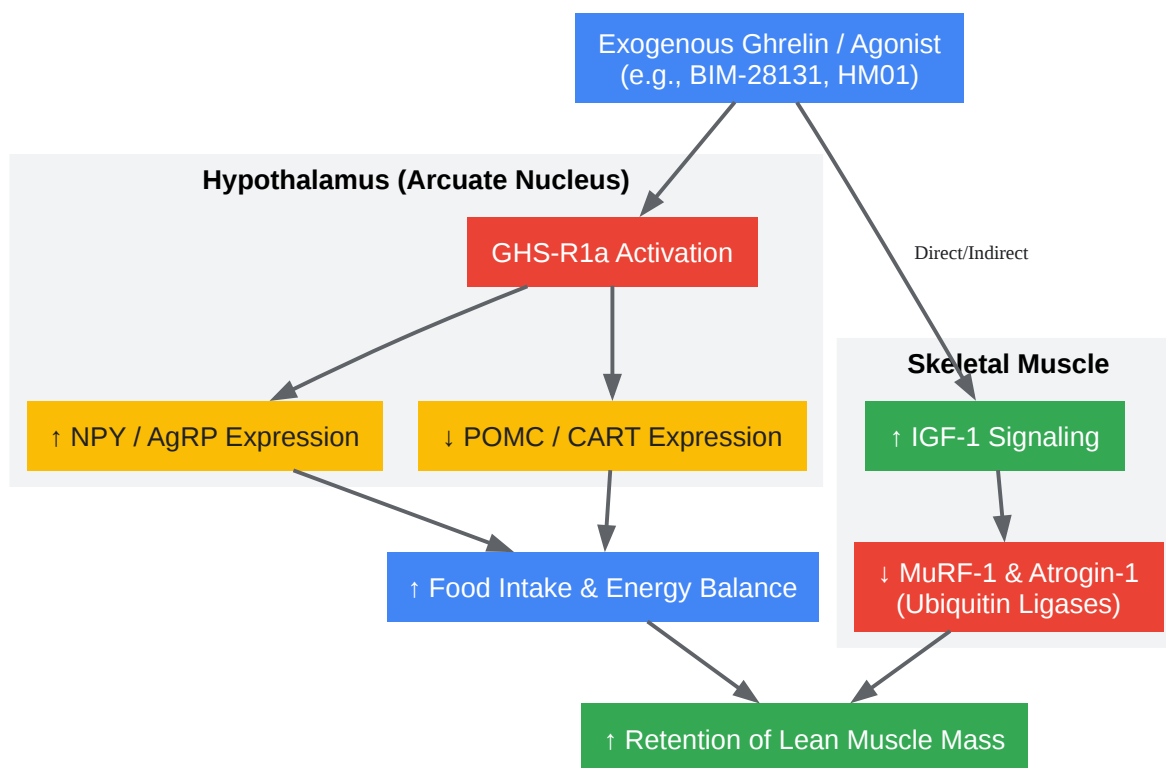 Exogenous Ghrelin / Agonist
(e.g., BIM-28131, HM01)
Hypothalamus (Arcuate Nucleus)
GHS-R1a Activation
Direct/Indirect
Skeletal Muscle
↑ NPY / AgRP Expression
↓ POMC / CART Expression
↑ IGF-1 Signaling
↑ Food Intake & Energy Balance
↓ MuRF-1 & Atrogin-1
(Ubiquitin Ligases)
↑ Retention of Lean Muscle Mass